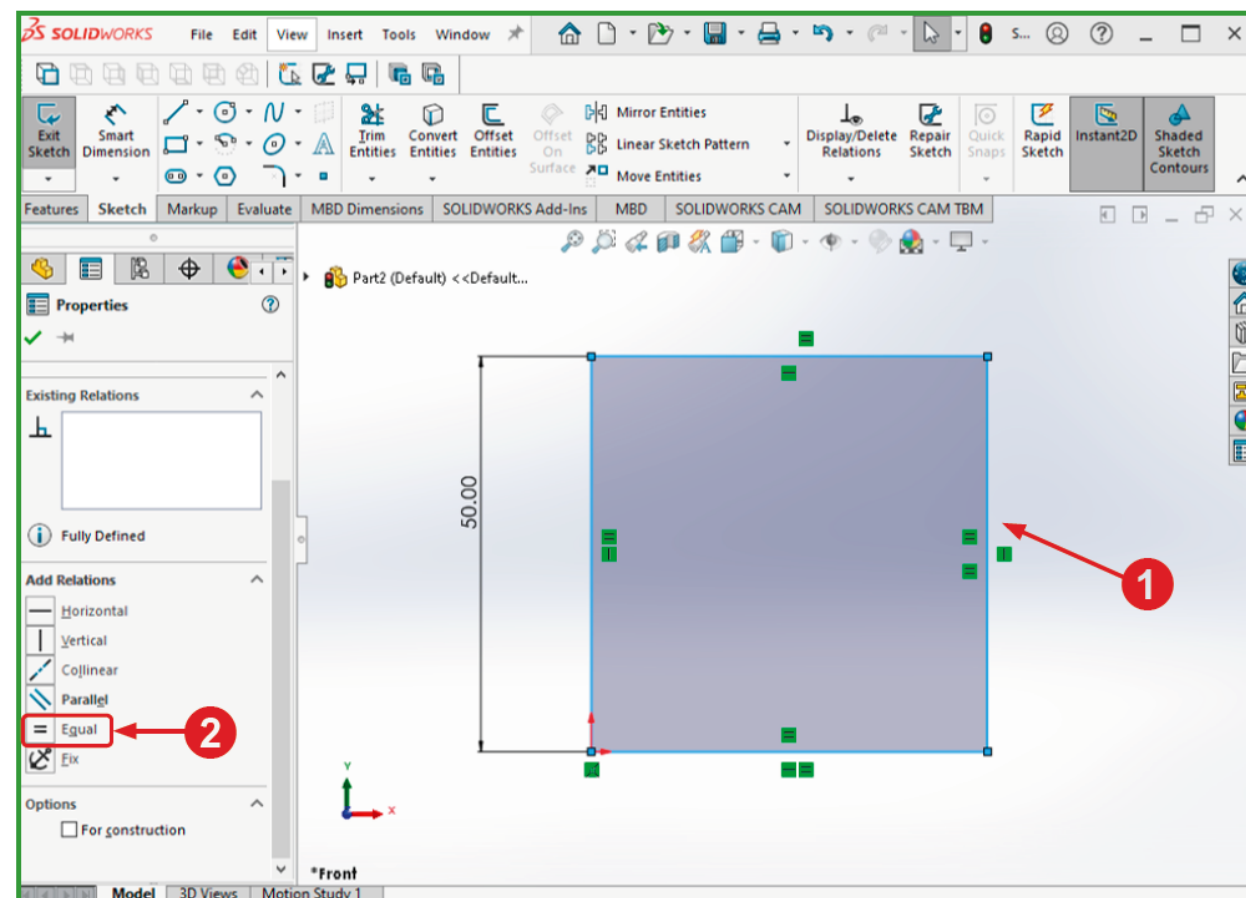 SOLIDWORKS File Edit View Insert Tools Window S...
Exit Sketch
Smart Dimension
Trim Entities
Convert Entities
Offset Entities
Offset On Surface
Mirror Entities
Linear Sketch Pattern
Move Entities
Display/Delete Relations
Repair Sketch
Quick Snaps
Rapid Sketch
Instant2D
Shaded Sketch Contours
Features Sketch Markup Evaluate MBD Dimensions SOLIDWORKS Add-Ins MBD SOLIDWORKS CAM SOLIDWORKS CAM TBM
Part2 (Default) <<Default...
Properties
Existing Relations
Fully Defined
Add Relations
Horizontal
Vertical
Collinear
Parallel
Equal
Fix
Options
For construction
50.00
1
2
Y
X
*Front
Model 3D Views Motion Study 1